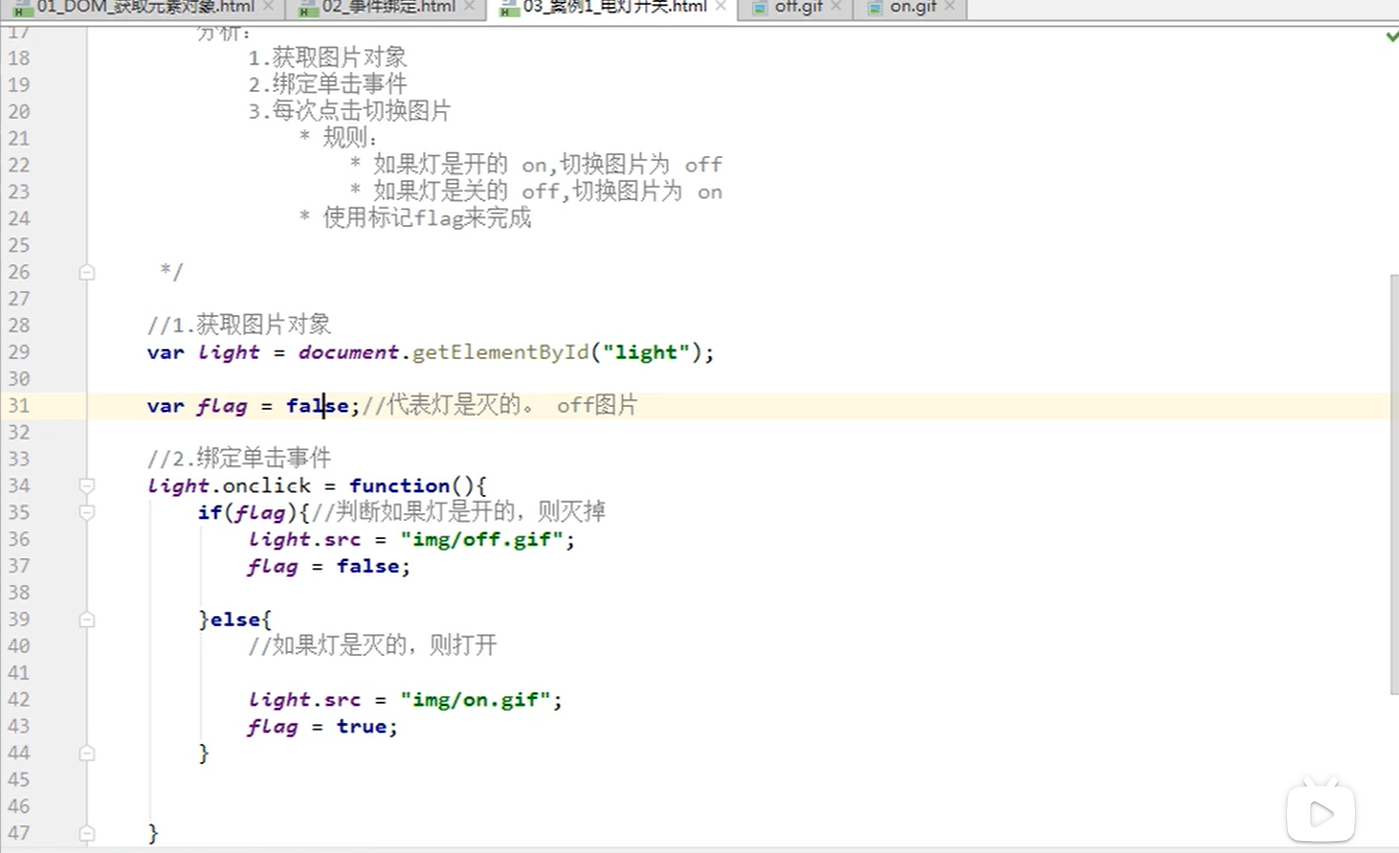 01_DOM_获取元素对象.html 02_事件绑定.html 03_案例1_电灯开关.html off.gif on.gif
17 分析:
18 1.获取图片对象
19 2.绑定单击事件
20 3.每次点击切换图片
21 * 规则:
22 * 如果灯是开的 on,切换图片为 off
23 * 如果灯是关的 off,切换图片为 on
24 * 使用标记flag来完成
25
26 */
27
28 //1.获取图片对象
29 var light = document.getElementById("light");
30
31 var flag = false;//代表灯是灭的。 off图片
32
33 //2.绑定单击事件
34 light.onclick = function(){
35 if(flag){//判断如果灯是开的，则灭掉
36 light.src = "img/off.gif";
37 flag = false;
38
39 }else{
40 //如果灯是灭的，则打开
41
42 light.src = "img/on.gif";
43 flag = true;
44 }
45
46
47 }